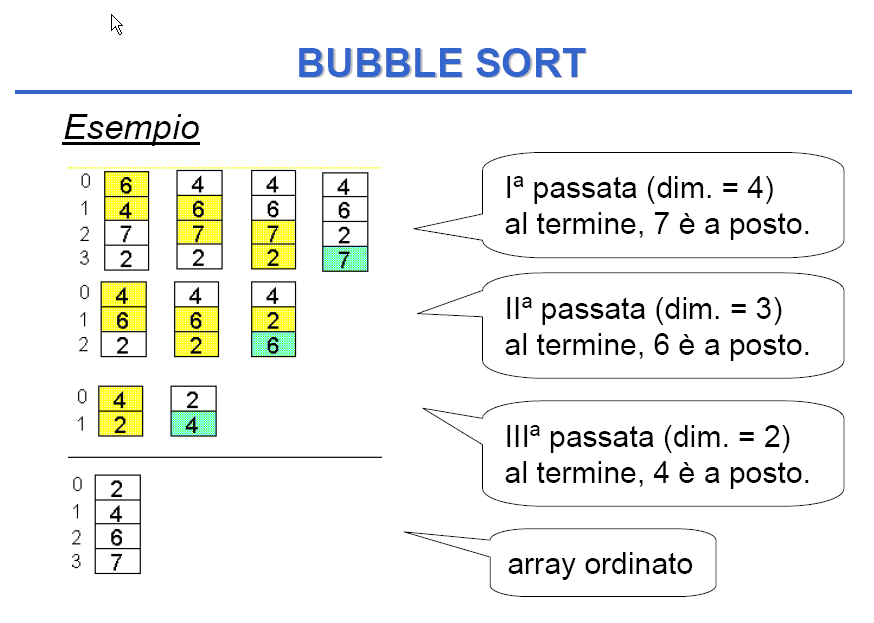 BUBBLE SORT
Esempio
0 6 4 4 4
1 4 6 6 6
2 7 7 7 2
3 2 2 2 7
Iª passata (dim. = 4)
al termine, 7 è a posto.
0 4 4 4
1 6 6 2
2 2 2 6
IIª passata (dim. = 3)
al termine, 6 è a posto.
0 4 2
1 2 4
IIIª passata (dim. = 2)
al termine, 4 è a posto.
0 2
1 4
2 6
3 7
array ordinato